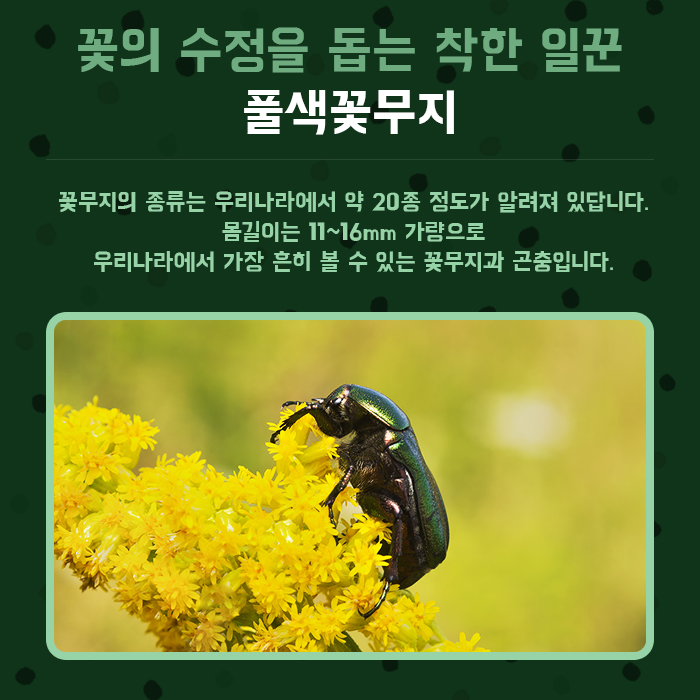 꽃의 수정을 돕는 착한 일꾼
풀색꽃무지
꽃무지의 종류는 우리나라에서 약 20종 정도가 알려져 있답니다.
몸길이는 11~16mm 가량으로
우리나라에서 가장 흔히 볼 수 있는 꽃무지과 곤충입니다.